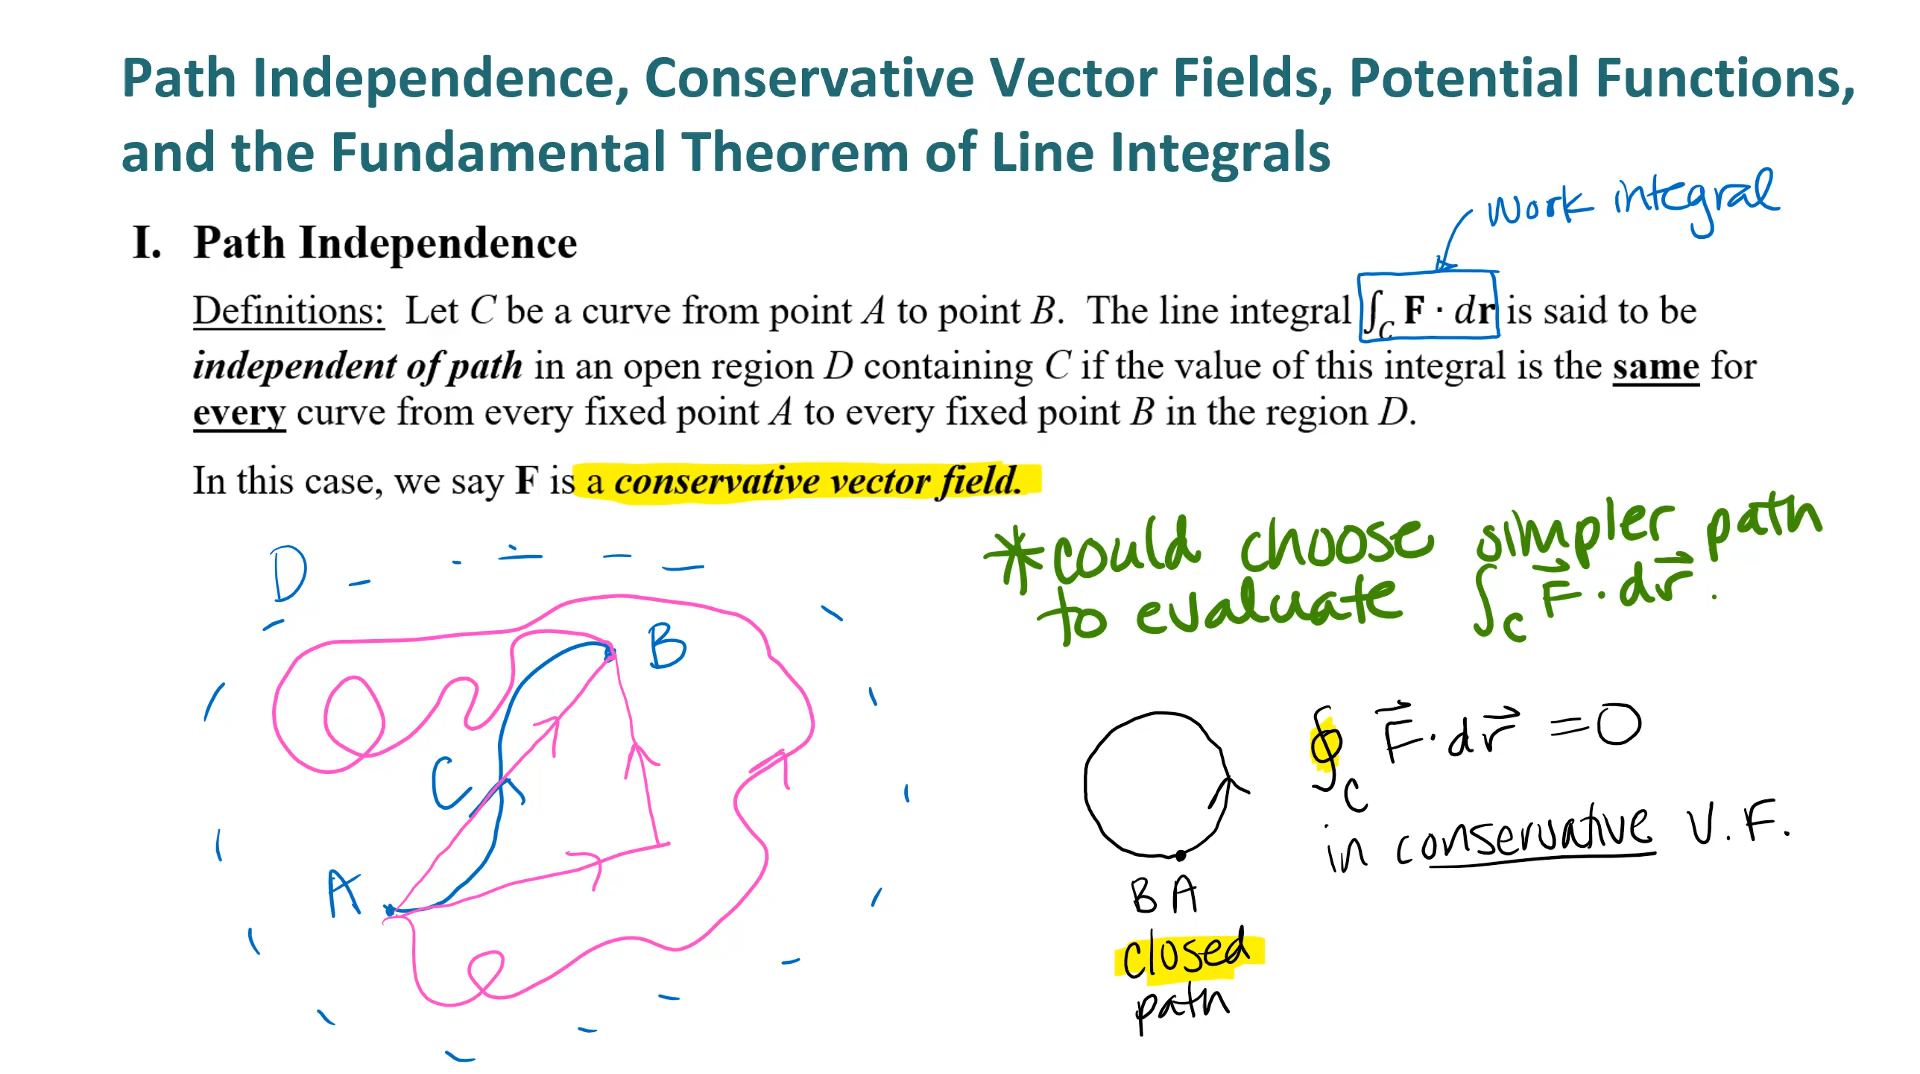 Path Independence, Conservative Vector Fields, Potential Functions,
and the Fundamental Theorem of Line Integrals
work integral
I. Path Independence
Definitions: Let C be a curve from point A to point B. The line integral ∫_C F · dr is said to be
independent of path in an open region D containing C if the value of this integral is the same for
every curve from every fixed point A to every fixed point B in the region D.
In this case, we say F is a conservative vector field.
*could choose simpler path
to evaluate ∫_C F⃗ · dr⃗.
D
B
C
A
∮_C F⃗ · dr⃗ = 0
in conservative V.F.
B A
closed
path